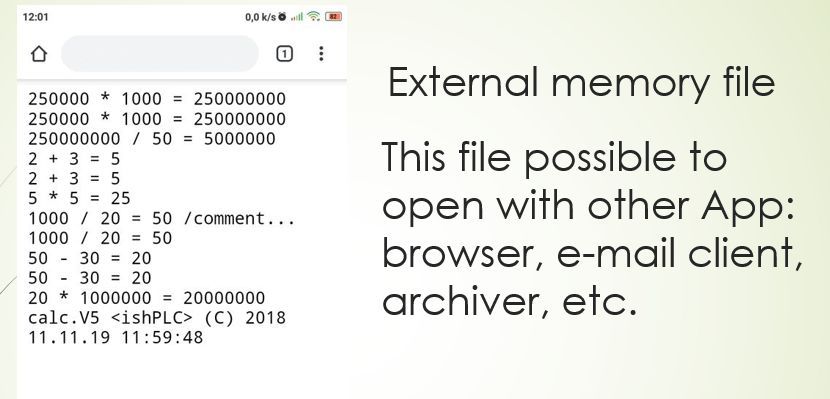 12:01
0,0 k/s
82
1
250000 * 1000 = 250000000
250000 * 1000 = 250000000
250000000 / 50 = 5000000
2 + 3 = 5
2 + 3 = 5
5 * 5 = 25
1000 / 20 = 50 /comment...
1000 / 20 = 50
50 - 30 = 20
50 - 30 = 20
20 * 1000000 = 20000000
calc.V5 <ishPLC> (C) 2018
11.11.19 11:59:48
External memory file
This file possible to
open with other App:
browser, e-mail client,
archiver, etc.